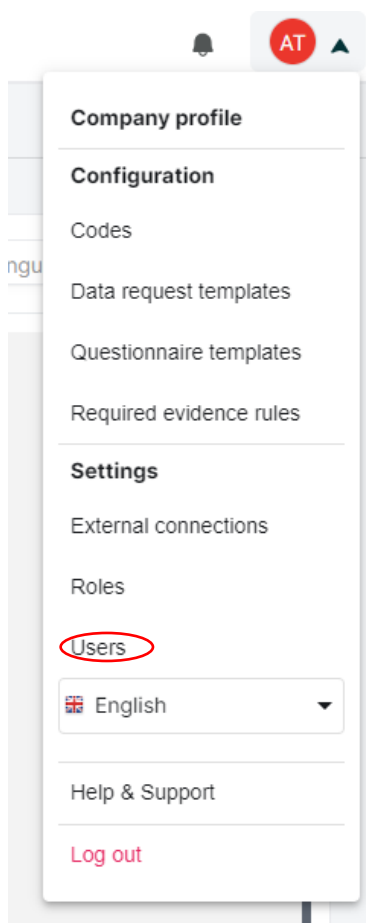 AT
Company profile
Configuration
Codes
ngu
Data request templates
Questionnaire templates
Required evidence rules
Settings
External connections
Roles
Users
English
Help & Support
Log out